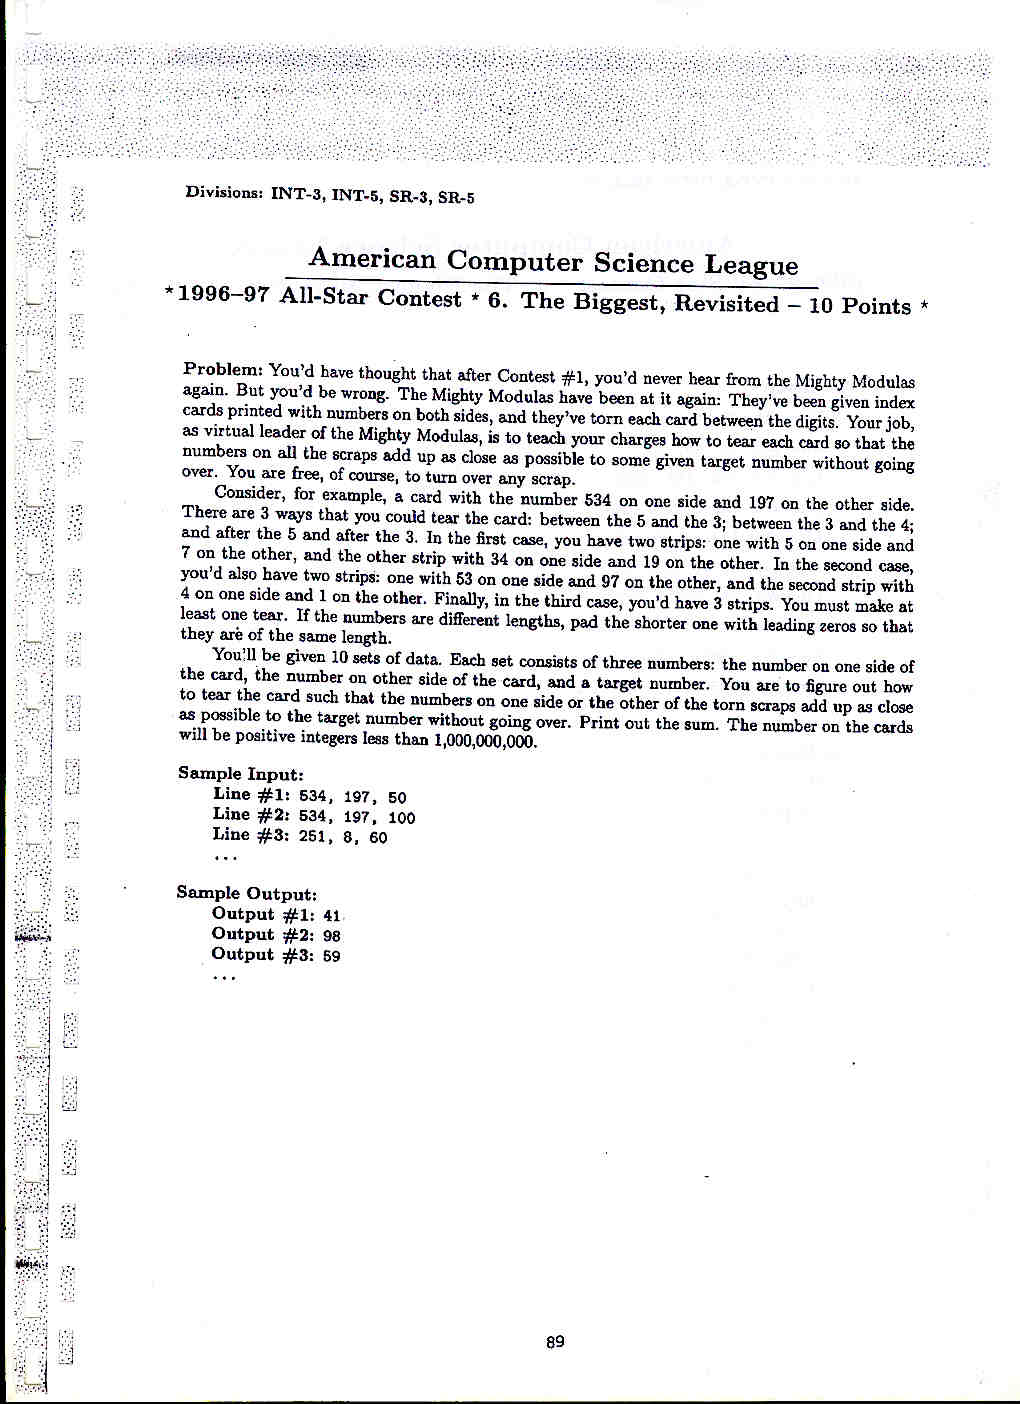 Divisions: INT-3, INT-5, SR-3, SR-5
American Computer Science League
*1996–97 All-Star Contest * 6. The Biggest, Revisited – 10 Points *
Problem: You'd have thought that after Contest #1, you'd never hear from the Mighty Modulas
again. But you'd be wrong. The Mighty Modulas have been at it again: They've been given index
cards printed with numbers on both sides, and they've torn each card between the digits. Your job,
as virtual leader of the Mighty Modulas, is to teach your charges how to tear each card so that the
numbers on all the scraps add up as close as possible to some given target number without going
over. You are free, of course, to turn over any scrap.
Consider, for example, a card with the number 534 on one side and 197 on the other side.
There are 3 ways that you could tear the card: between the 5 and the 3; between the 3 and the 4;
and after the 5 and after the 3. In the first case, you have two strips: one with 5 on one side and
7 on the other, and the other strip with 34 on one side and 19 on the other. In the second case,
you'd also have two strips: one with 53 on one side and 97 on the other, and the second strip with
4 on one side and 1 on the other. Finally, in the third case, you'd have 3 strips. You must make at
least one tear. If the numbers are different lengths, pad the shorter one with leading zeros so that
they are of the same length.
You'll be given 10 sets of data. Each set consists of three numbers: the number on one side of
the card, the number on other side of the card, and a target number. You are to figure out how
to tear the card such that the numbers on one side or the other of the torn scraps add up as close
as possible to the target number without going over. Print out the sum. The number on the cards
will be positive integers less than 1,000,000,000.
Sample Input:
Line #1: 534, 197, 50
Line #2: 534, 197, 100
Line #3: 251, 8, 60
...
Sample Output:
Output #1: 41
Output #2: 98
Output #3: 59
...
89